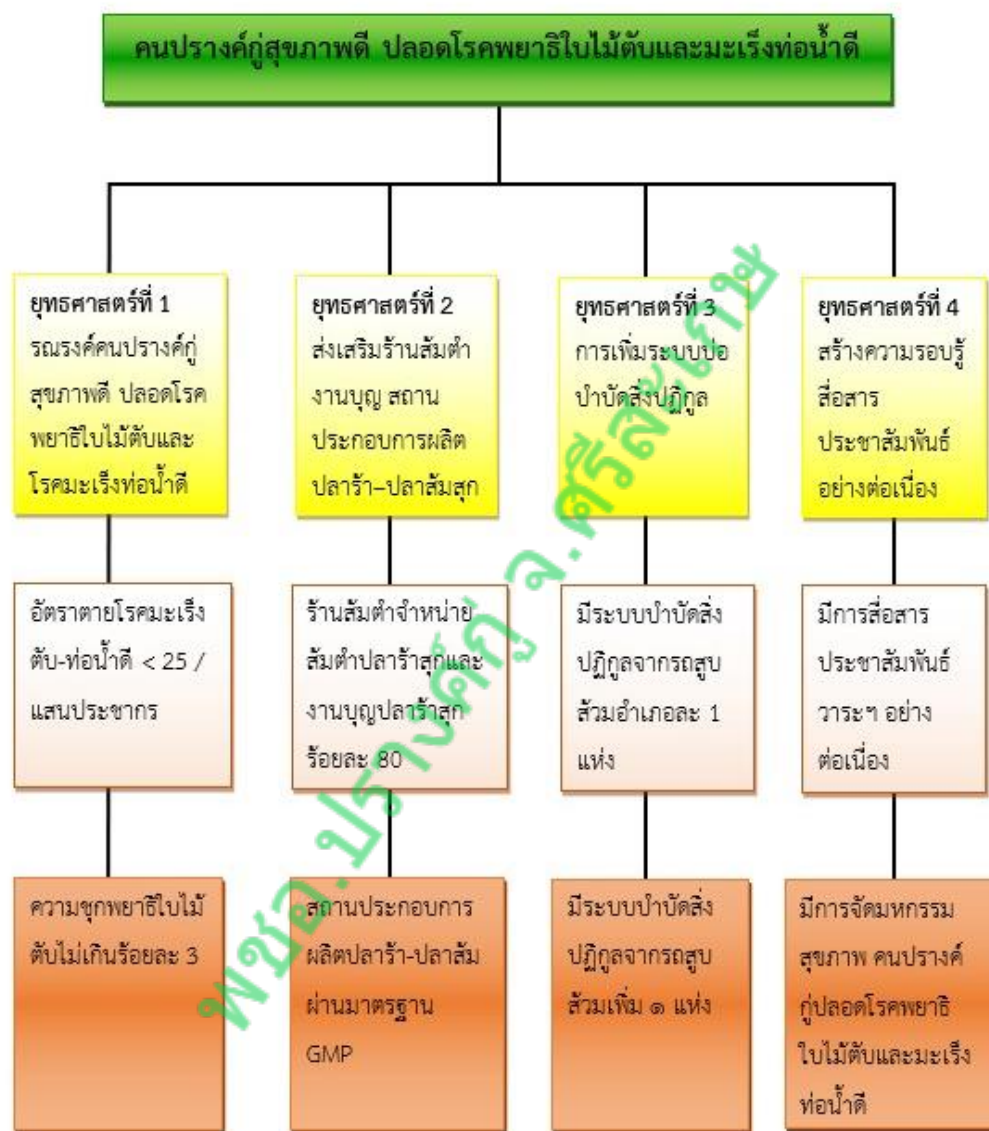 คนปรางค์กู่สุขภาพดี ปลอดโรคพยาธิใบไม้ตับและมะเร็งท่อน้ำดี
ยุทธศาสตร์ที่ 1
รณรงค์คนปรางค์กู่
สุขภาพดี ปลอดโรค
พยาธิใบไม้ตับและ
โรคมะเร็งท่อน้ำดี
ยุทธศาสตร์ที่ 2
ส่งเสริมร้านส้มตำ
งานบุญ สถาน
ประกอบการผลิต
ปลาร้า–ปลาส้มสุก
ยุทธศาสตร์ที่ 3
การเพิ่มระบบบ่อ
บำบัดสิ่งปฏิกูล
ยุทธศาสตร์ที่ 4
สร้างความรอบรู้
สื่อสาร
ประชาสัมพันธ์
อย่างต่อเนื่อง
อัตราตายโรคมะเร็ง
ตับ-ท่อน้ำดี < 25 /
แสนประชากร
ร้านส้มตำจำหน่าย
ส้มตำปลาร้าสุกและ
งานบุญปลาร้าสุก
ร้อยละ 80
มีระบบบำบัดสิ่ง
ปฏิกูลจากรถสูบ
ส้วมอำเภอละ 1
แห่ง
มีการสื่อสาร
ประชาสัมพันธ์
วาระฯ อย่าง
ต่อเนื่อง
ความชุกพยาธิใบไม้
ตับไม่เกินร้อยละ 3
สถานประกอบการ
ผลิตปลาร้า-ปลาส้ม
ผ่านมาตรฐาน
GMP
มีระบบบำบัดสิ่ง
ปฏิกูลจากรถสูบ
ส้วมเพิ่ม ๑ แห่ง
มีการจัดมหกรรม
สุขภาพ คนปรางค์
กู่ปลอดโรคพยาธิ
ใบไม้ตับและมะเร็ง
ท่อน้ำดี
พชอ.ปรางค์กู่ จ.ศรีสะเกษ